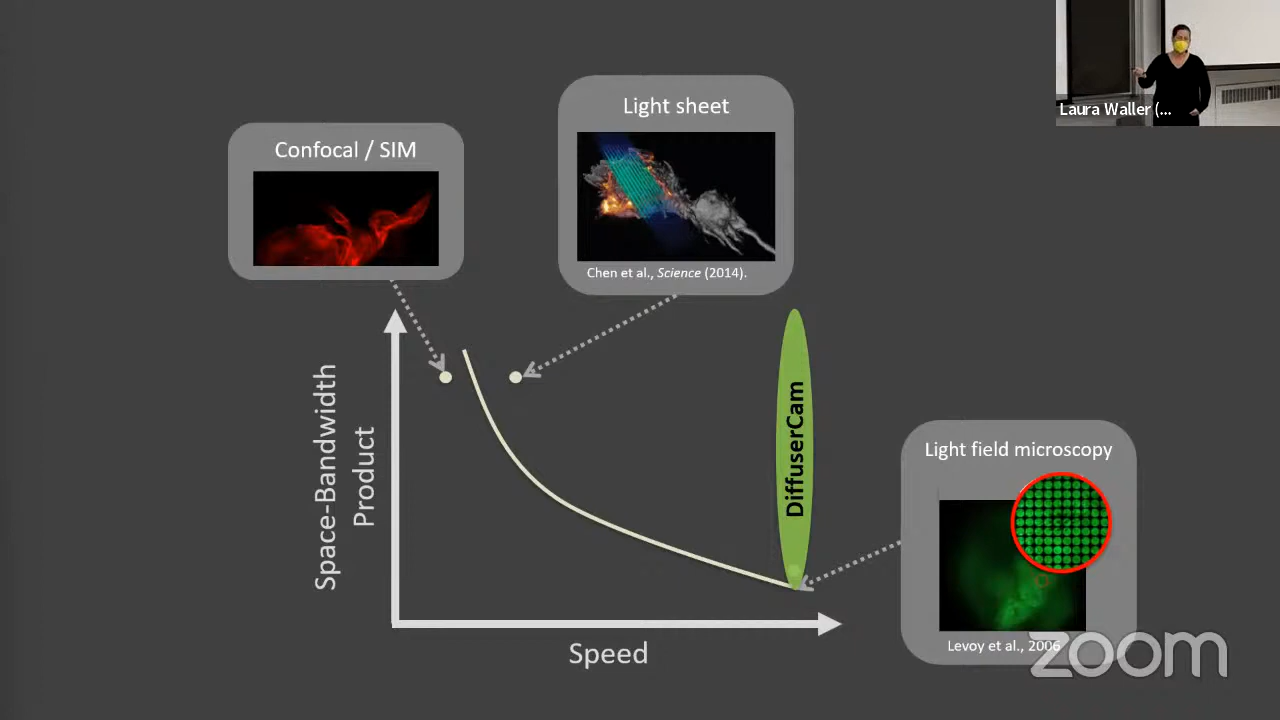 Laura Waller (...
Light sheet
Chen et al., Science (2014).
Confocal / SIM
Space-Bandwidth
Product
DiffuserCam
Speed
Light field microscopy
Levoy et al., 2006
zoom